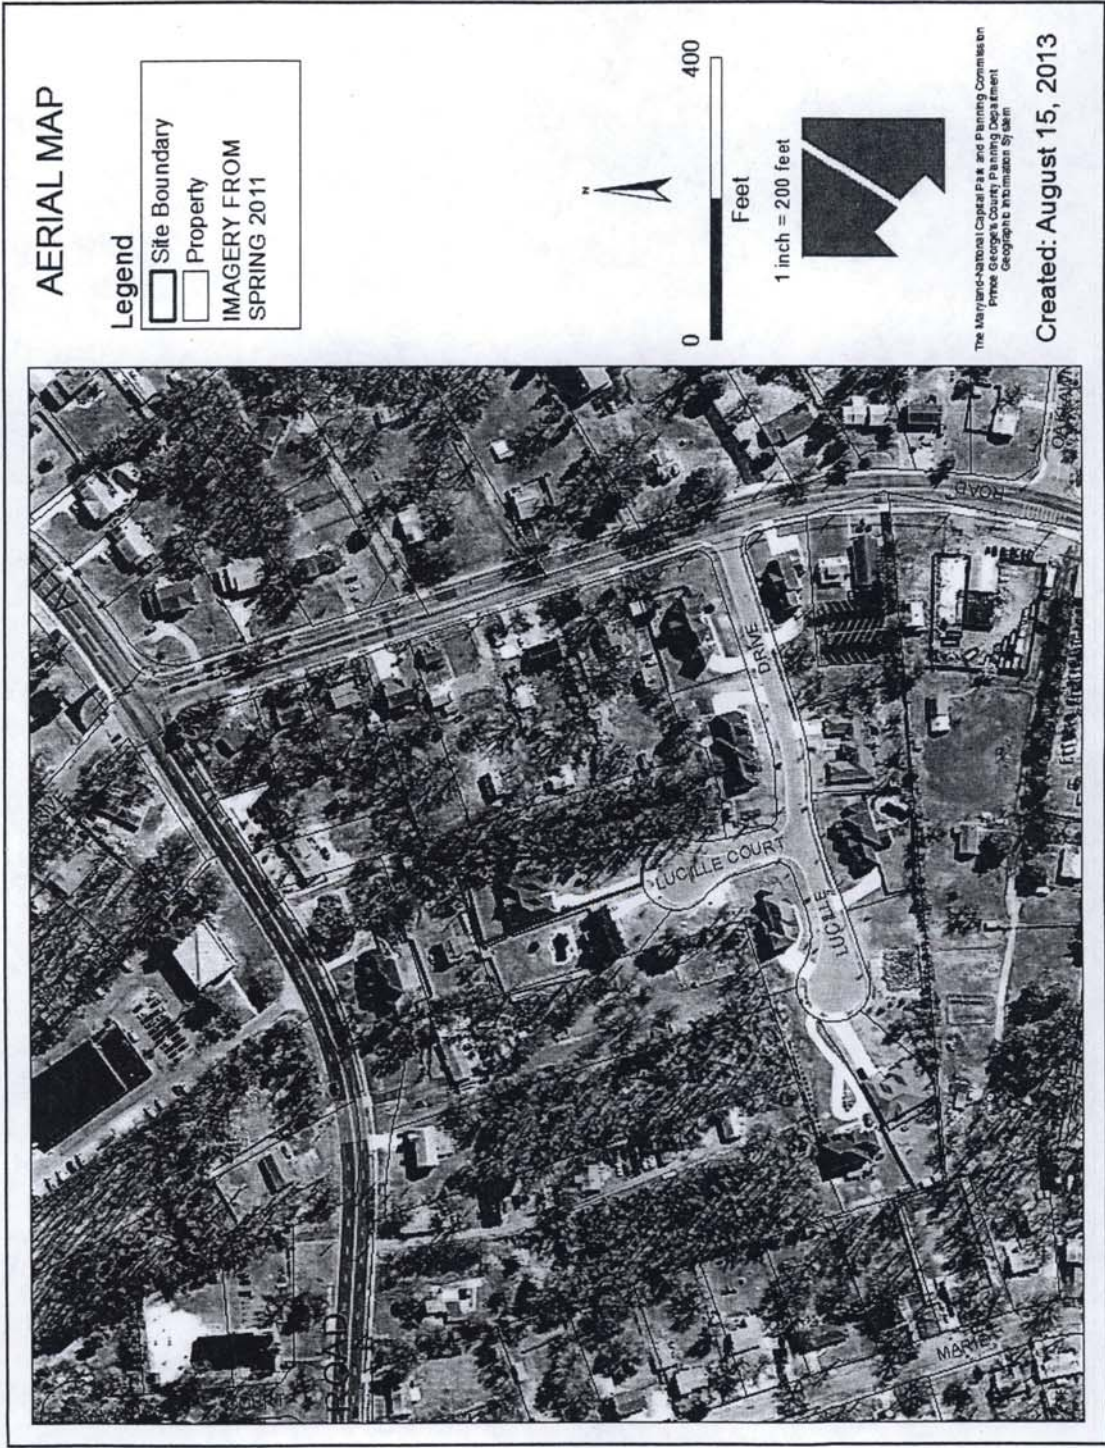 AERIAL MAP
Legend
Site Boundary
Property
IMAGERY FROM
SPRING 2011
N
0
400
Feet
1 inch = 200 feet
The Maryland-National Capital Park and Planning Commission
Prince George's County Planning Department
Geographic Information System
Created: August 15, 2013
ROAD
LUCILLE COURT
LUCILLE
DRIVE
ROAD
MARIE